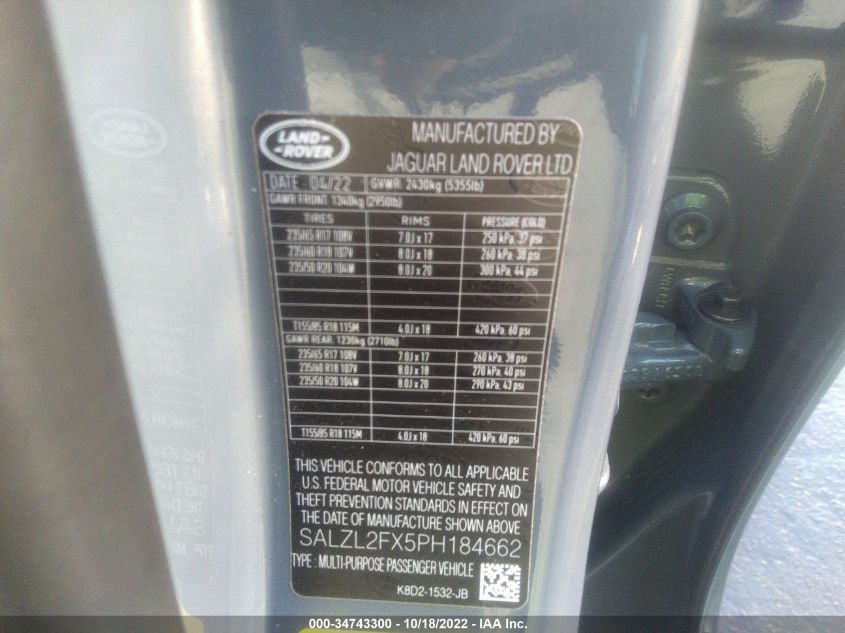 LAND-
-ROVER
MANUFACTURED BY
JAGUAR LAND ROVER LTD
DATE 04/22 GVWR: 2430kg (5355lb)
GAWR FRONT 1340kg (2950lb)
TYRES RIMS PRESSURE (COLD)
235/65 R17 108V 7.0J x 17 250 kPa, 37 psi
235/60 R18 107V 8.0J x 18 260 kPa, 38 psi
235/50 R20 104W 8.0J x 20 300 kPa, 44 psi
T155/85 R18 115M 4.0J x 18 420 kPa, 60 psi
GAWR REAR: 1230kg (2710lb)
235/65 R17 108V 7.0J x 17 260 kPa, 38 psi
235/60 R18 107V 8.0J x 18 270 kPa, 40 psi
235/50 R20 104W 8.0J x 20 290 kPa, 43 psi
T155/85 R18 115M 4.0J x 18 420 kPa, 60 psi
THIS VEHICLE CONFORMS TO ALL APPLICABLE
U.S. FEDERAL MOTOR VEHICLE SAFETY AND
THEFT PREVENTION STANDARDS IN EFFECT ON
THE DATE OF MANUFACTURE SHOWN ABOVE
SALZL2FX5PH184662
TYPE : MULTI-PURPOSE PASSENGER VEHICLE
K8D2-1532-JB
000-34743300 - 10/18/2022 - IAA Inc.